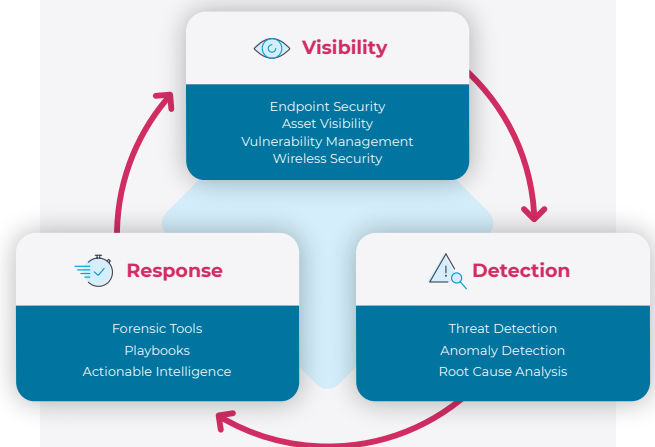 Visibility
Endpoint Security
Asset Visibility
Vulnerability Management
Wireless Security
Response
Forensic Tools
Playbooks
Actionable Intelligence
Detection
Threat Detection
Anomaly Detection
Root Cause Analysis